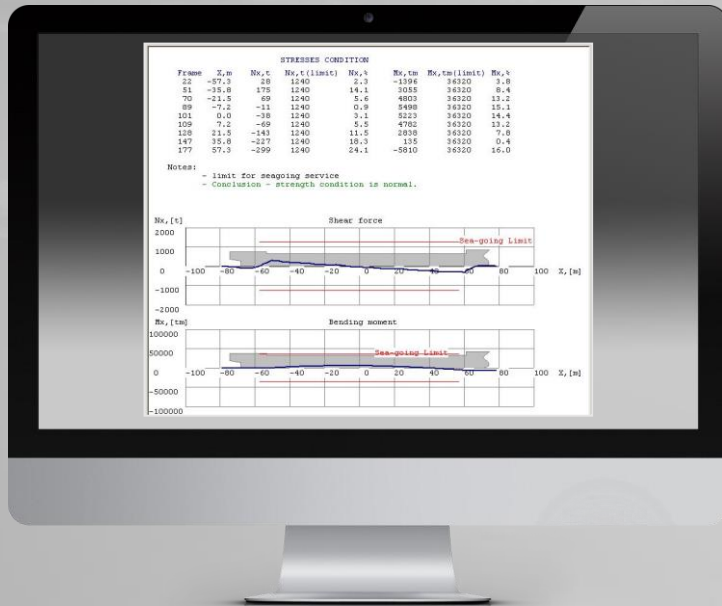 STRESSES CONDITION
Frame X,m Nx,t Nx,t(limit) Nx,% Mx,tm Mx,tm(limit) Mx,%
22 -57.3 28 1240 2.3 -1396 36320 3.8
51 -35.8 175 1240 14.1 3055 36320 8.4
70 -21.5 69 1240 5.6 4803 36320 13.2
89 -7.2 -11 1240 0.9 5498 36320 15.1
101 0.0 -38 1240 3.1 5223 36320 14.4
109 7.2 -69 1240 5.5 4782 36320 13.2
128 21.5 -143 1240 11.5 2838 36320 7.8
147 35.8 -227 1240 18.3 135 36320 0.4
177 57.3 -299 1240 24.1 -5810 36320 16.0
Notes:
- limit for seagoing service
- Conclusion - strength condition is normal.
Nx,[t] Shear force
2000
1000 Sea-going Limit
0 -100 -80 -60 -40 -20 0 20 40 60 80 100 X,[m]
-1000
-2000
Mx,[tm] Bending moment
100000
50000 Sea-going Limit
0 -100 -80 -60 -40 -20 0 20 40 60 80 100 X,[m]
-50000
-100000